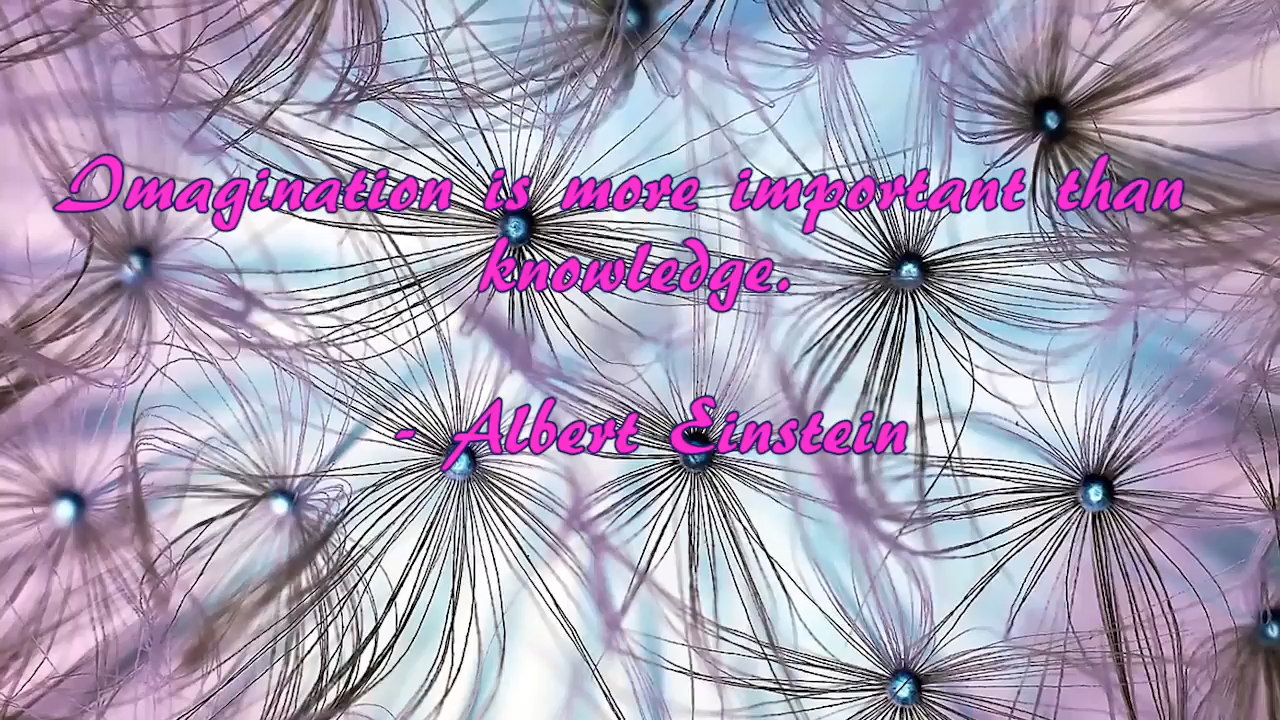 Imagination is more important than
knowledge.
- Albert Einstein